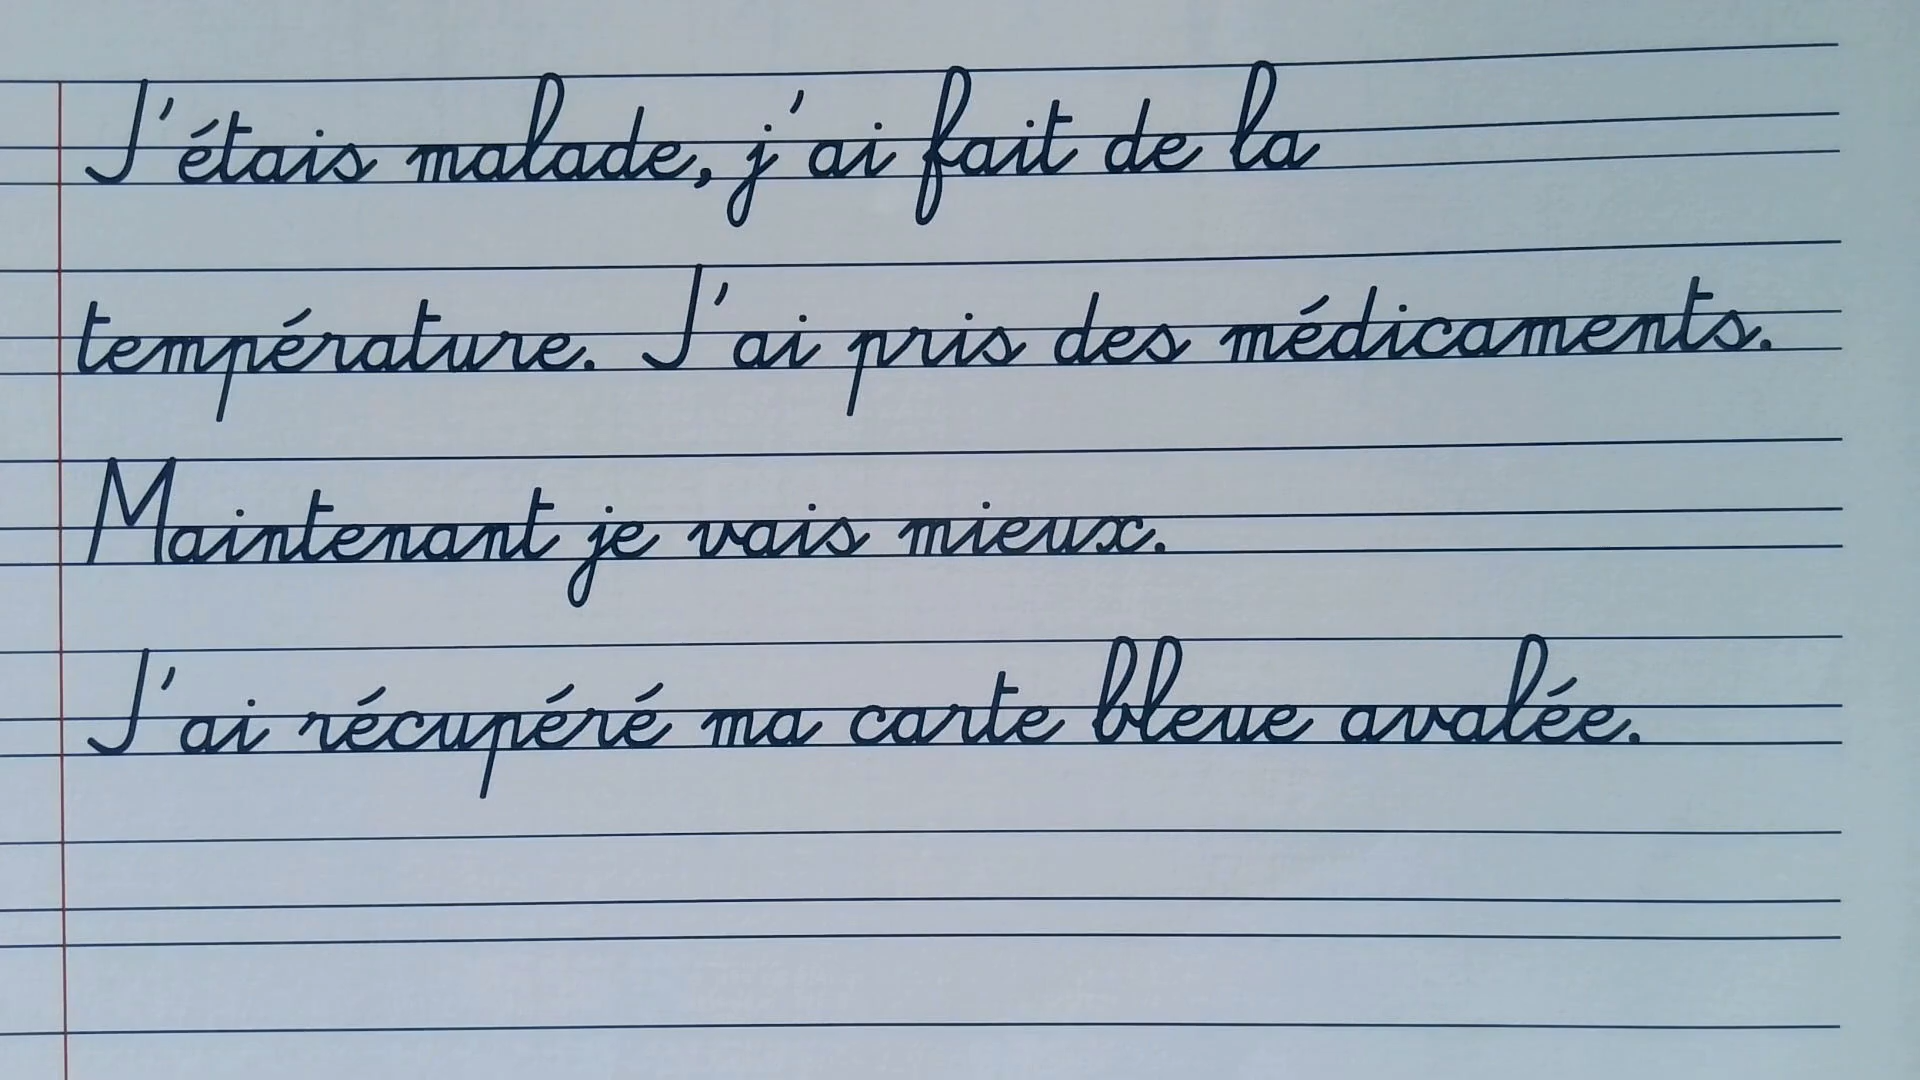 J'étais malade, j'ai fait de la
température. J'ai pris des médicaments.
Maintenant je vais mieux.
J'ai récupéré ma carte bleue avalée.